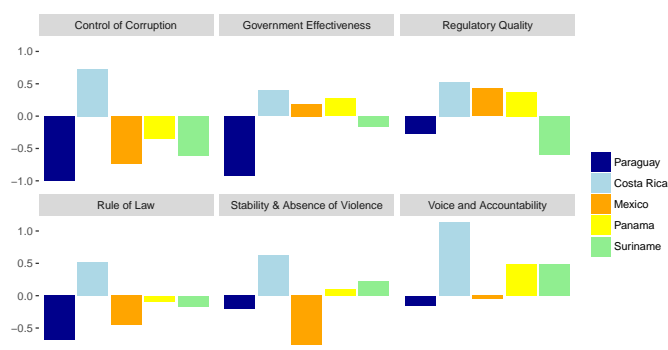 Control of Corruption
Government Effectiveness
Regulatory Quality
1.0
0.5
0.0
−0.5
−1.0
Rule of Law
Stability & Absence of Violence
Voice and Accountability
1.0
0.5
0.0
−0.5
Paraguay
Costa Rica
Mexico
Panama
Suriname